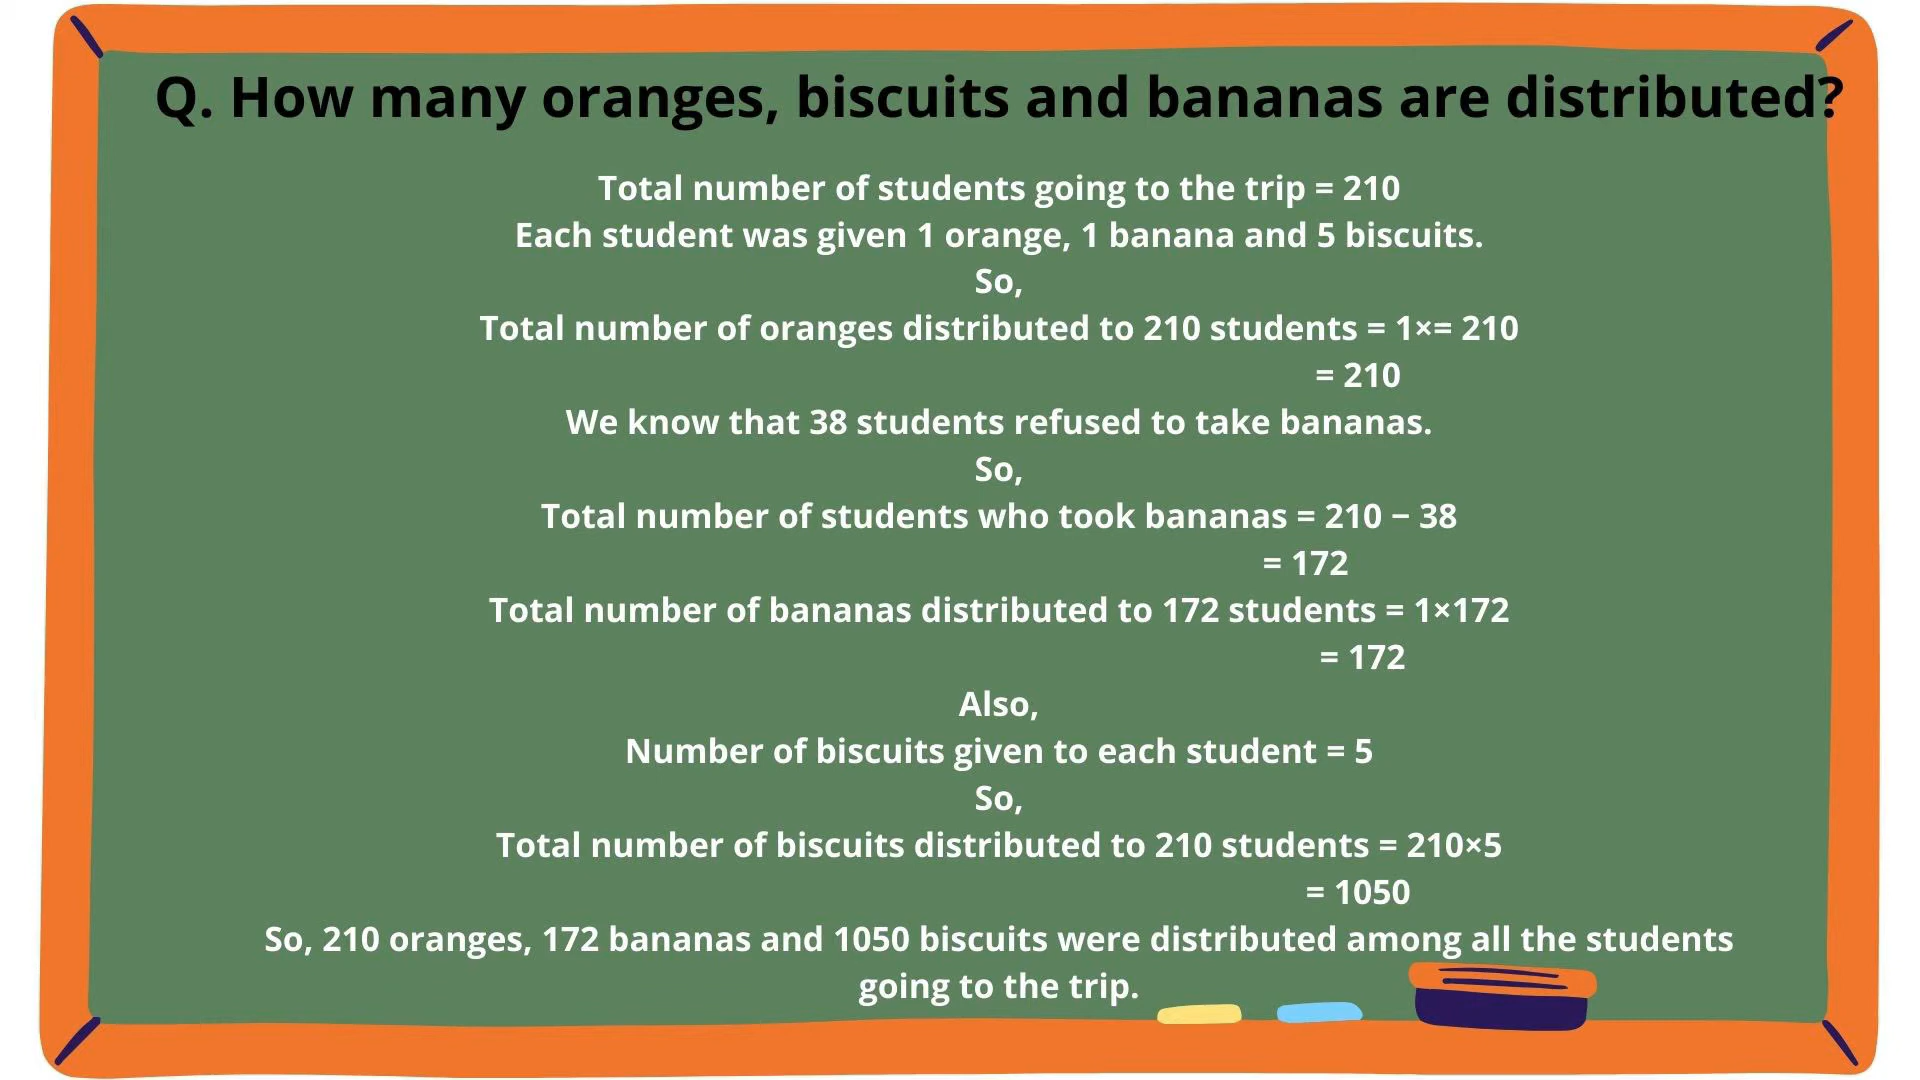 Q. How many oranges, biscuits and bananas are distributed?
Total number of students going to the trip = 210
Each student was given 1 orange, 1 banana and 5 biscuits.
So,
Total number of oranges distributed to 210 students = 1×= 210
= 210
We know that 38 students refused to take bananas.
So,
Total number of students who took bananas = 210 − 38
= 172
Total number of bananas distributed to 172 students = 1×172
= 172
Also,
Number of biscuits given to each student = 5
So,
Total number of biscuits distributed to 210 students = 210×5
= 1050
So, 210 oranges, 172 bananas and 1050 biscuits were distributed among all the students
going to the trip.